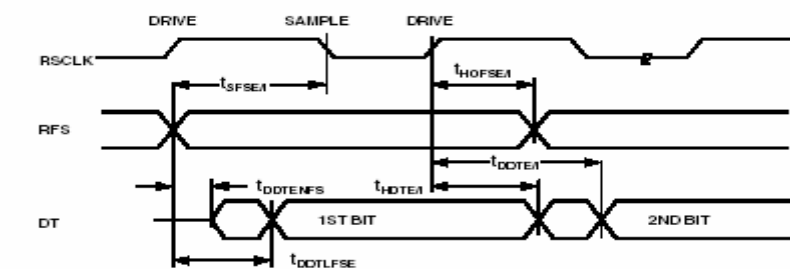 DRIVE SAMPLE DRIVE
RSCLK
tHOFSE/I
tSFSE/I
RFS
tDDTE/I
tDDTENFS tHDTE/I
DT 1ST BIT 2ND BIT
tDDTLFSE